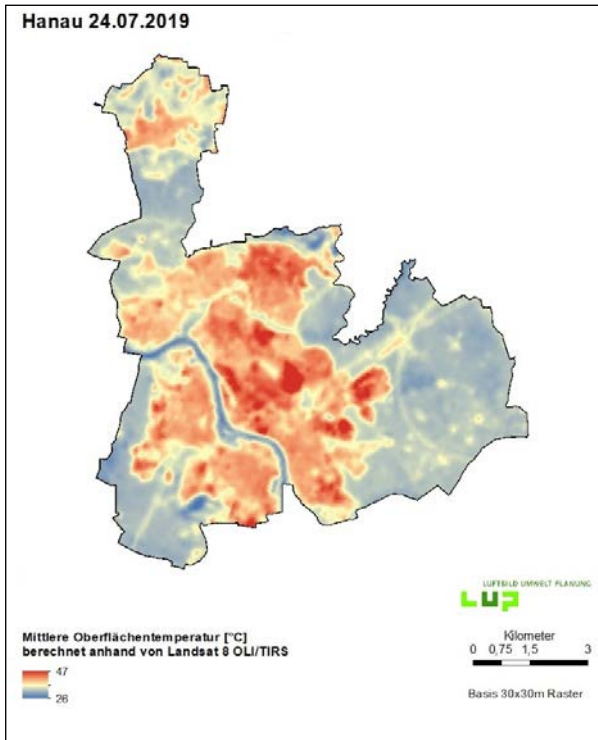 Hanau 24.07.2019
LUFTBILD UMWELT PLANUNG
LUP
Mittlere Oberflächentemperatur [°C]
berechnet anhand von Landsat 8 OLI/TIRS
47
26
Kilometer
0 0,75 1,5 3
Basis 30x30m Raster